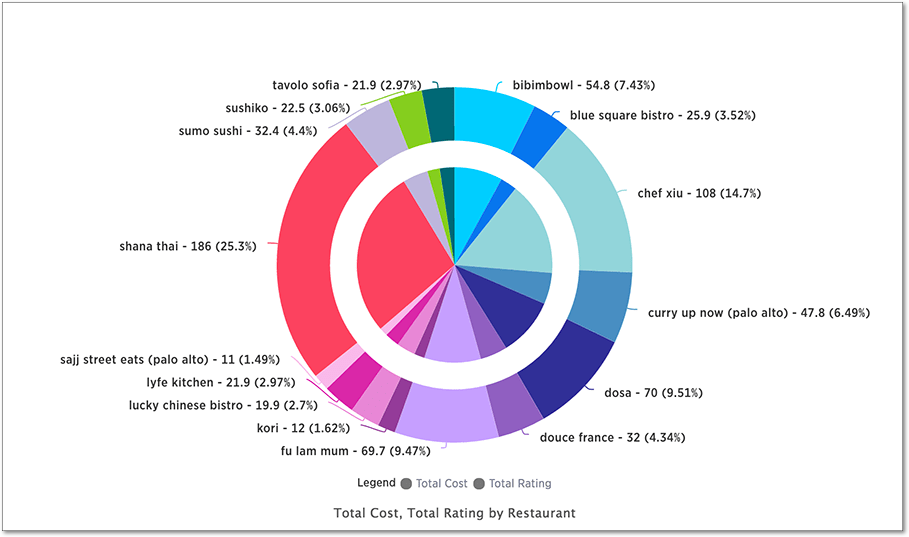 tavolo sofia - 21.9 (2.97%)
bibimbowl - 54.8 (7.43%)
sushiko - 22.5 (3.06%)
blue square bistro - 25.9 (3.52%)
sumo sushi - 32.4 (4.4%)
chef xiu - 108 (14.7%)
shana thai - 186 (25.3%)
curry up now (palo alto) - 47.8 (6.49%)
sajj street eats (palo alto) - 11 (1.49%)
lyfe kitchen - 21.9 (2.97%)
dosa - 70 (9.51%)
lucky chinese bistro - 19.9 (2.7%)
kori - 12 (1.62%)
douce france - 32 (4.34%)
fu lam mum - 69.7 (9.47%)
Legend Total Cost Total Rating
Total Cost, Total Rating by Restaurant